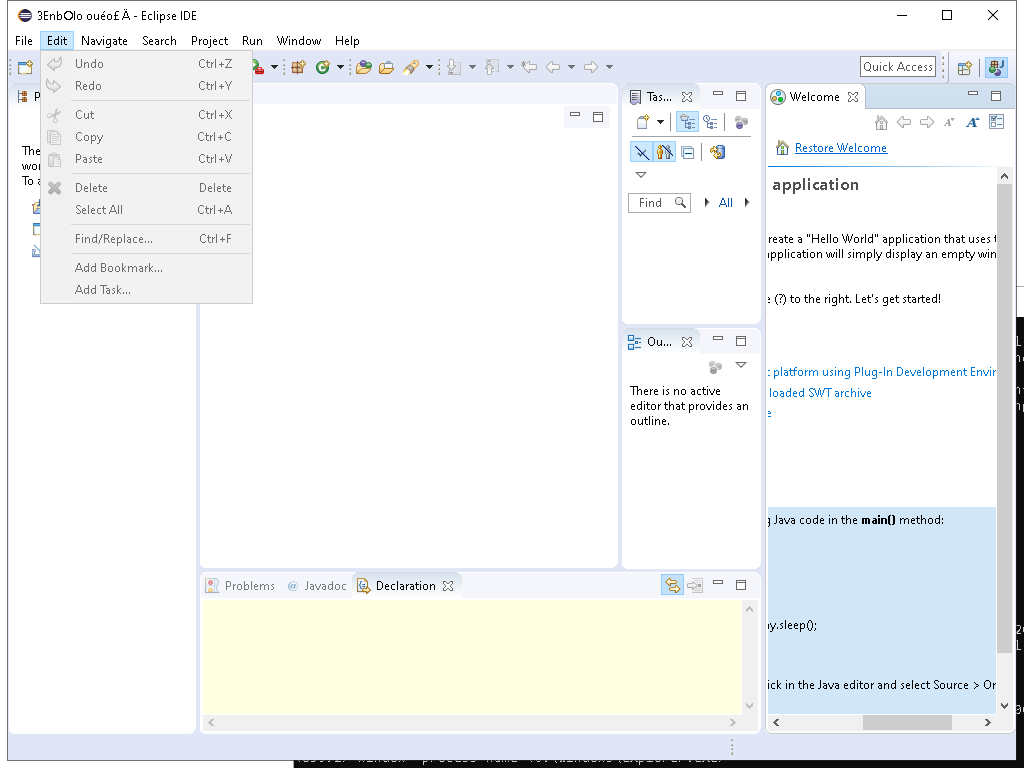 3EnbOlo ouéo£Ä - Eclipse IDE
File Edit Navigate Search Project Run Window Help
Undo Ctrl+Z
Redo Ctrl+Y
Cut Ctrl+X
Copy Ctrl+C
Paste Ctrl+V
Delete Delete
Select All Ctrl+A
Find/Replace... Ctrl+F
Add Bookmark...
Add Task...
Quick Access
Tas...
Find
All
Ou...
There is no active
editor that provides an
outline.
Welcome
Restore Welcome
application
reate a "Hello World" application that uses
pplication will simply display an empty win
(?) to the right. Let's get started!
platform using Plug-In Development Envir
loaded SWT archive
Java code in the main() method:
y.sleep();
ick in the Java editor and select Source > Or
Problems @ Javadoc Declaration